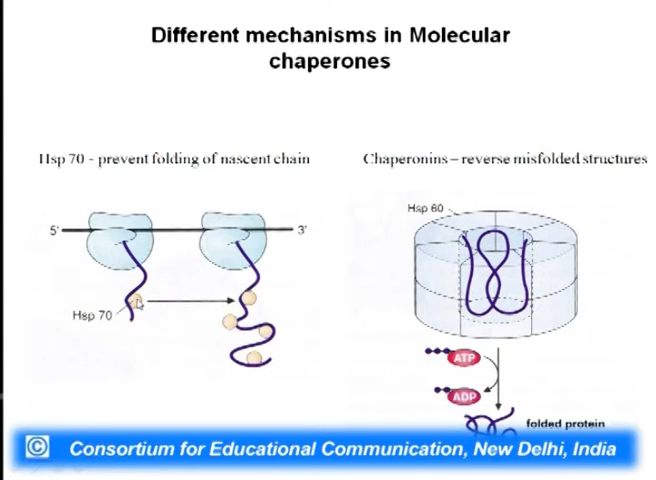 Different mechanisms in Molecular
chaperones
Hsp 70 - prevent folding of nascent chain
Chaperonins – reverse misfolded structures
Hsp 60
5'
3'
Hsp 70
ATP
ADP
folded protein
© Consortium for Educational Communication, New Delhi, India